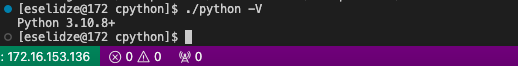 [eselidze@172 cpython]$ ./python -V
Python 3.10.8+
[eselidze@172 cpython]$
: 172.16.153.136 0 0 0